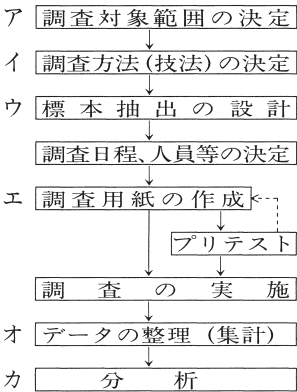 ア 調査対象範囲の決定
イ 調査方法(技法)の決定
ウ 標本抽出の設計
調査日程、人員等の決定
エ 調査用紙の作成
プリテスト
調査の実施
オ データの整理(集計)
カ 分析